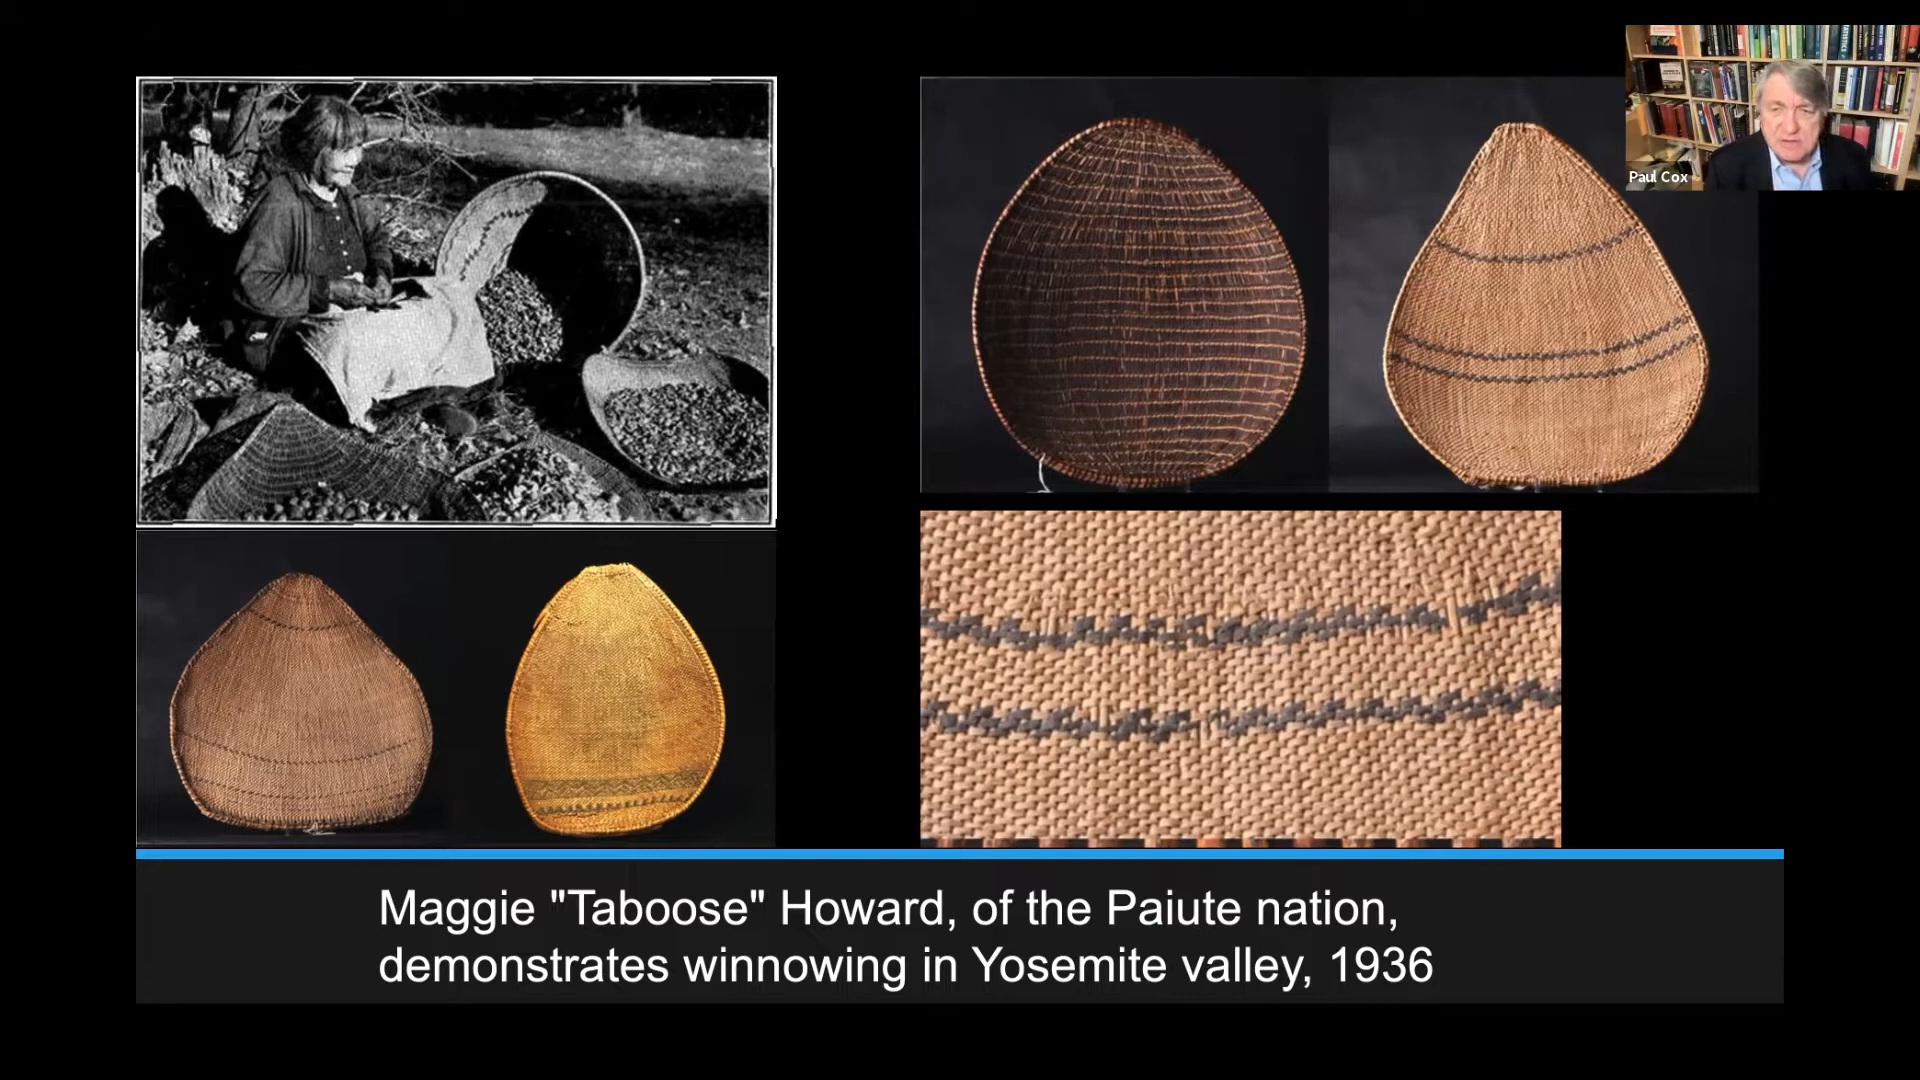 Paul Cox
Maggie "Taboose" Howard, of the Paiute nation,
demonstrates winnowing in Yosemite valley, 1936